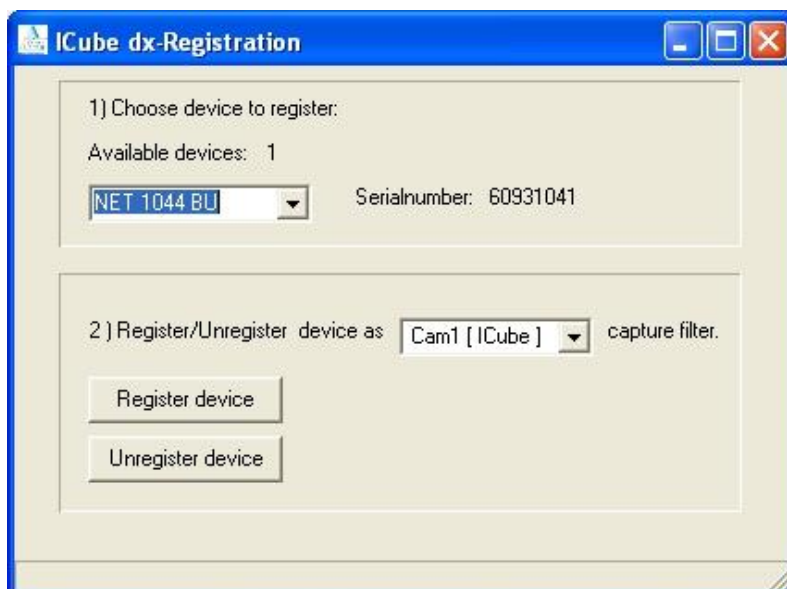 ICube dx-Registration
1) Choose device to register:
Available devices: 1
NET 1044 BU Serialnumber: 60931041
2 ) Register/Unregister device as Cam1 [ ICube ] capture filter.
Register device
Unregister device